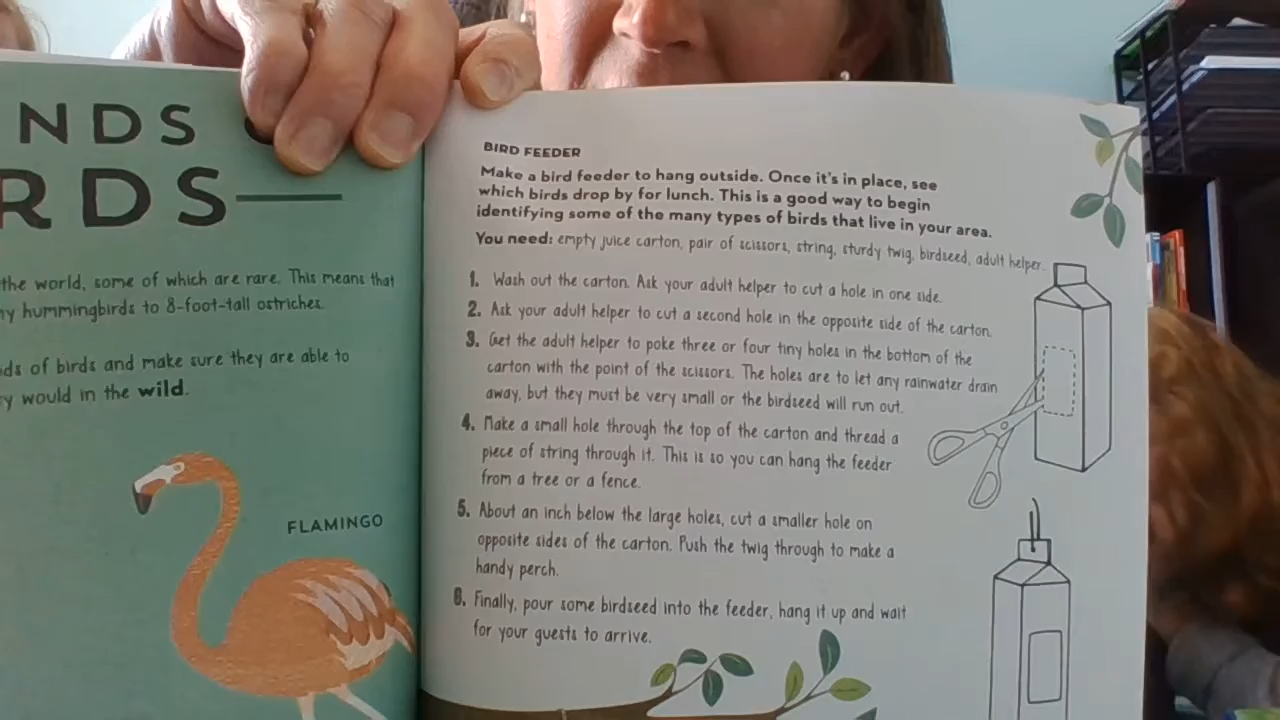 NDS
RDS
the world, some of which are rare. This means that
hummingbirds to 8-foot-tall ostriches.
of birds and make sure they are able to
would in the wild.
FLAMINGO
BIRD FEEDER
Make a bird feeder to hang outside. Once it's in place, see
which birds drop by for lunch. This is a good way to begin
identifying some of the many types of birds that live in your area.
You need: empty juice carton, pair of scissors, string, sturdy twig, birdseed, adult helper.
1. Wash out the carton. Ask your adult helper to cut a hole in one side.
2. Ask your adult helper to cut a second hole in the opposite side of the carton.
3. Get the adult helper to poke three or four tiny holes in the bottom of the
carton with the point of the scissors. The holes are to let any rainwater drain
away, but they must be very small or the birdseed will run out.
4. Make a small hole through the top of the carton and thread a
piece of string through it. This is so you can hang the feeder
from a tree or a fence.
5. About an inch below the large holes, cut a smaller hole on
opposite sides of the carton. Push the twig through to make a
handy perch.
6. Finally, pour some birdseed into the feeder, hang it up and wait
for your guests to arrive.